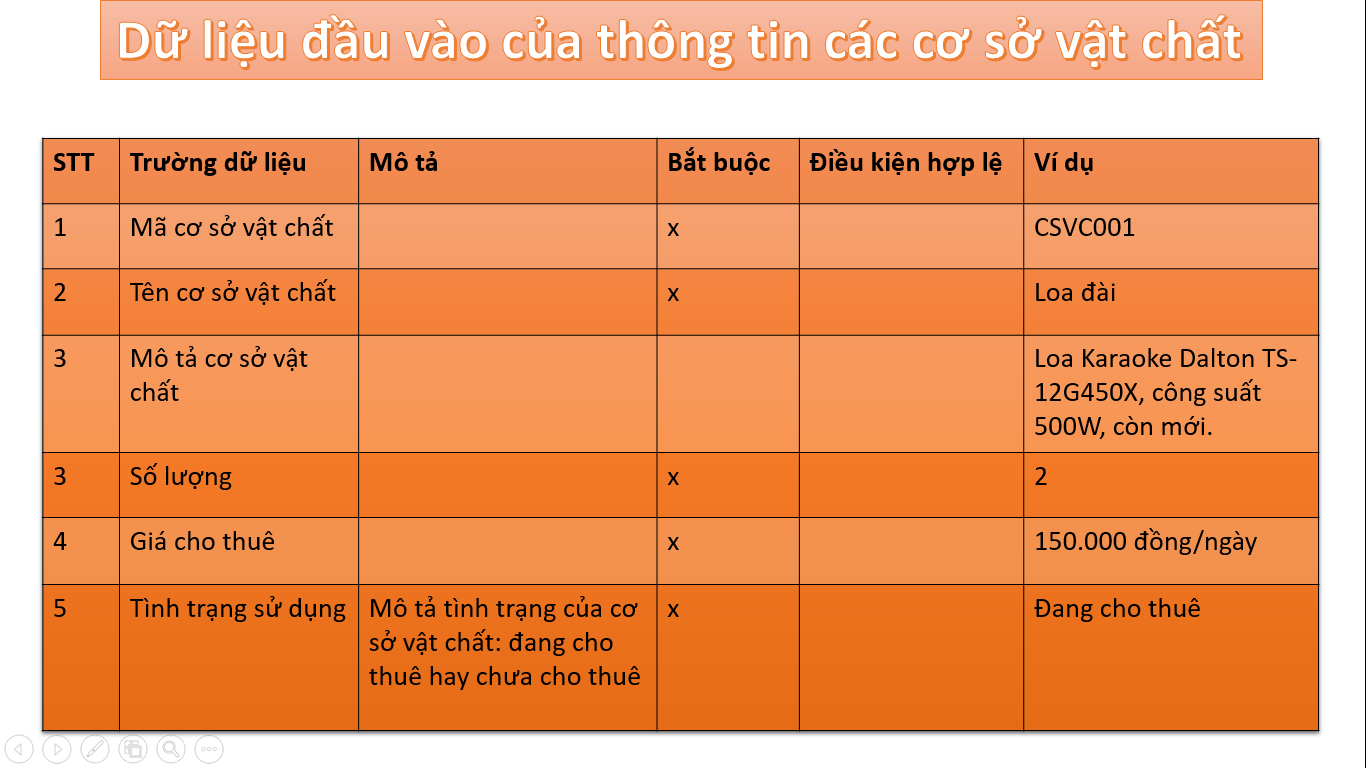 Dữ liệu đầu vào của thông tin các cơ sở vật chất
STT Trường dữ liệu Mô tả Bắt buộc Điều kiện hợp lệ Ví dụ
1 Mã cơ sở vật chất x CSVC001
2 Tên cơ sở vật chất x Loa đài
3 Mô tả cơ sở vật Loa Karaoke Dalton TS-
chất 12G450X, công suất
500W, còn mới.
3 Số lượng x 2
4 Giá cho thuê x 150.000 đồng/ngày
5 Tình trạng sử dụng Mô tả tình trạng của cơ x Đang cho thuê
sở vật chất: đang cho
thuê hay chưa cho thuê